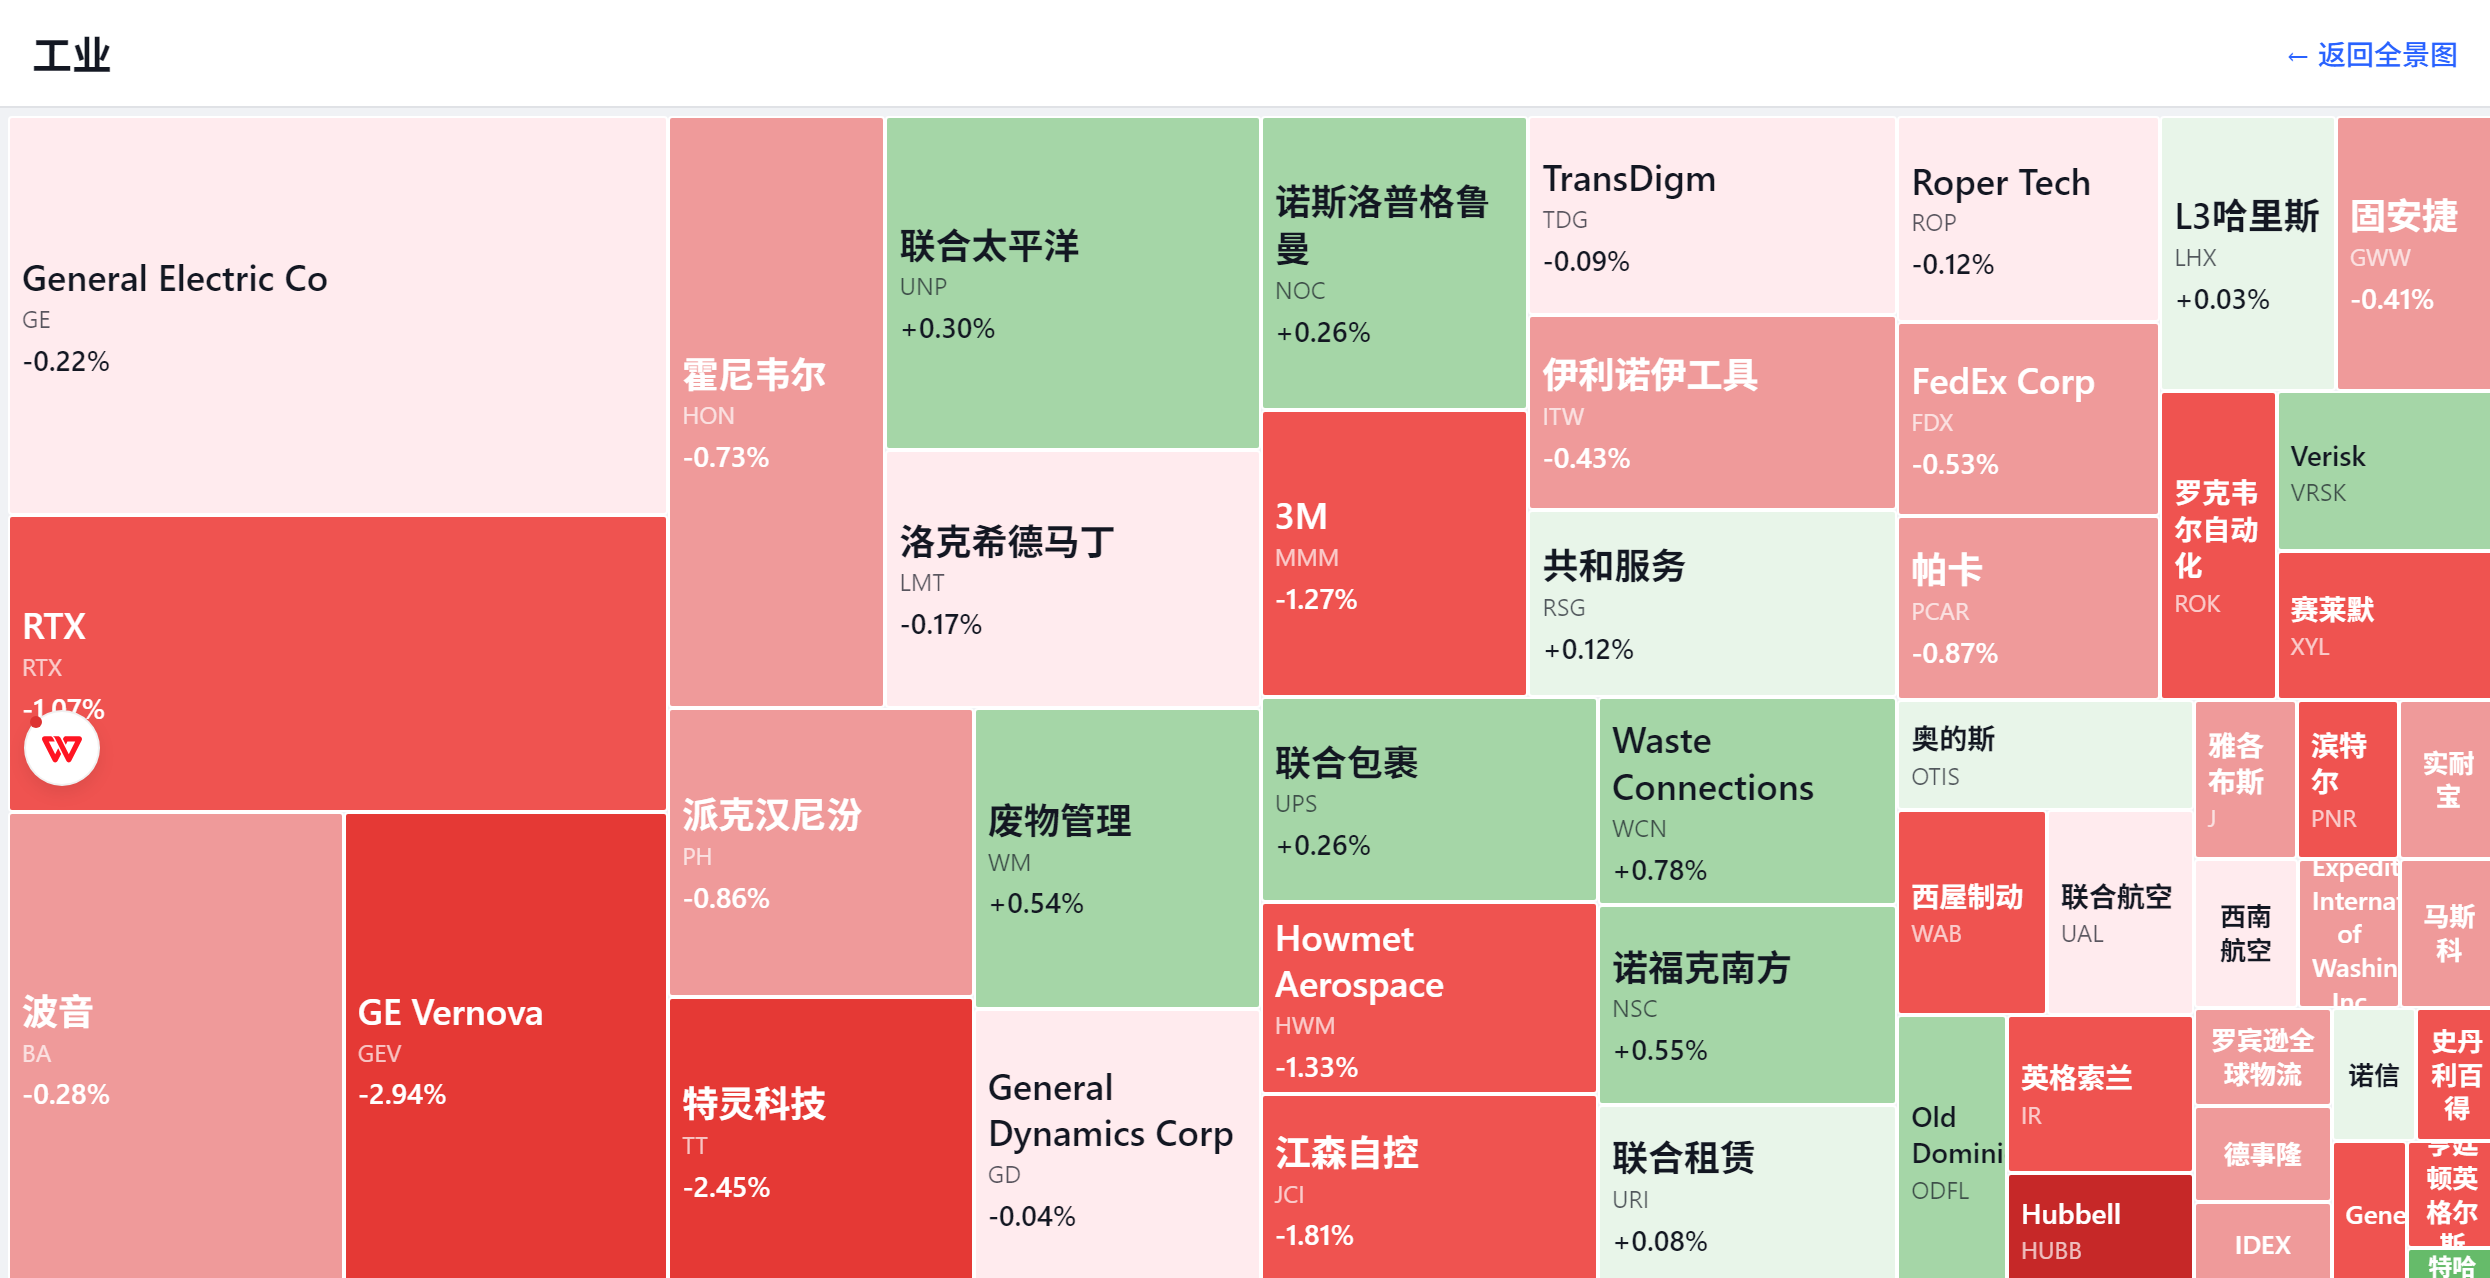 工业
← 返回全景图
General Electric Co
GE
-0.22%
RTX
RTX
-1.07%
波音
BA
-0.28%
GE Vernova
GEV
-2.94%
霍尼韦尔
HON
-0.73%
联合太平洋
UNP
+0.30%
洛克希德马丁
LMT
-0.17%
派克汉尼汾
PH
-0.86%
特灵科技
TT
-2.45%
废物管理
WM
+0.54%
General
Dynamics Corp
GD
-0.04%
诺斯洛普格鲁
曼
NOC
+0.26%
3M
MMM
-1.27%
TransDigm
TDG
-0.09%
伊利诺伊工具
ITW
-0.43%
共和服务
RSG
+0.12%
联合包裹
UPS
+0.26%
Howmet
Aerospace
HWM
-1.33%
江森自控
JCI
-1.81%
Waste
Connections
WCN
+0.78%
诺福克南方
NSC
+0.55%
联合租赁
URI
+0.08%
Roper Tech
ROP
-0.12%
FedEx Corp
FDX
-0.53%
帕卡
PCAR
-0.87%
L3哈里斯
LHX
+0.03%
固安捷
GWW
-0.41%
罗克韦
尔自动
化
ROK
Verisk
VRSK
赛莱默
XYL
奥的斯
OTIS
西屋制动
WAB
联合航空
UAL
Old
Domini
ODFL
英格索兰
IR
Hubbell
HUBB
雅各
布斯
J
滨特
尔
PNR
实耐
宝
西南
航空
Expedit
Interna
of
Washin
Inc
马斯
科
罗宾逊全
球物流
诺信
史丹
利百
得
德事隆
IDEX
Gene
亨廷
顿英
格尔
斯
特哈